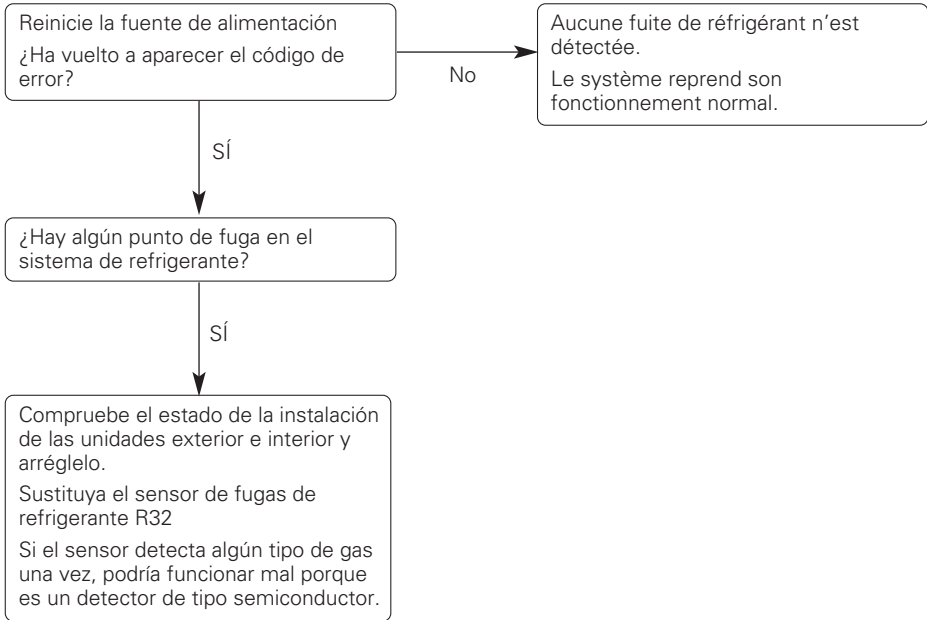 Reinicie la fuente de alimentación
¿Ha vuelto a aparecer el código de
error?
No
Aucune fuite de réfrigérant n’est
détectée.
Le système reprend son
fonctionnement normal.
SÍ
¿Hay algún punto de fuga en el
sistema de refrigerante?
SÍ
Compruebe el estado de la instalación
de las unidades exterior e interior y
arréglelo.
Sustituya el sensor de fugas de
refrigerante R32
Si el sensor detecta algún tipo de gas
una vez, podría funcionar mal porque
es un detector de tipo semiconductor.